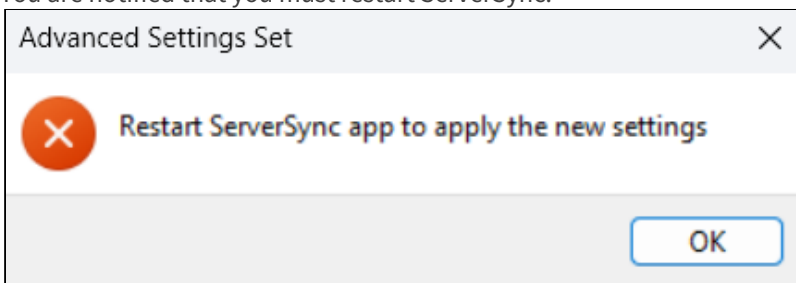 You are notified that you must restart ServerSync.
Advanced Settings Set
Restart ServerSync app to apply the new settings
OK